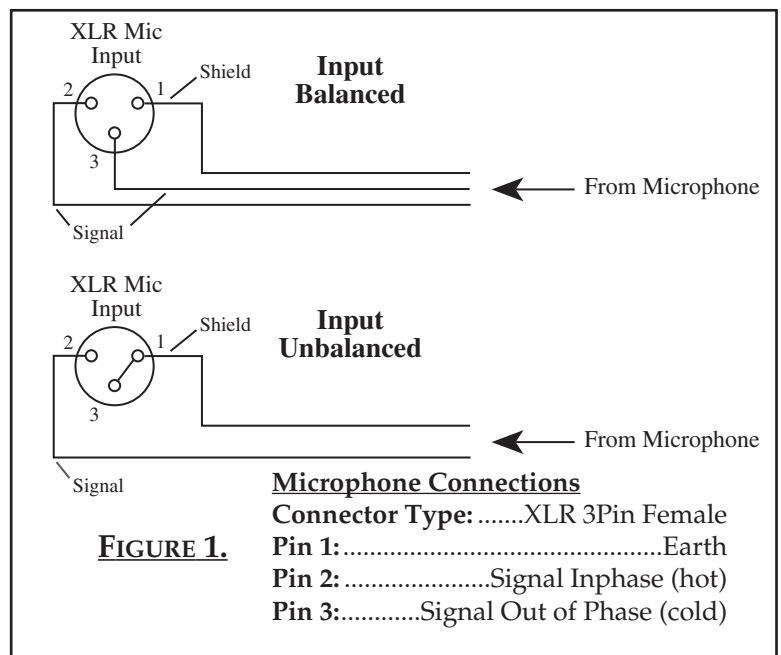 XLR Mic
Input
2
1
Shield
3
Input
Balanced
From Microphone
Signal
XLR Mic
Input
2
1
Shield
3
Input
Unbalanced
From Microphone
Signal
FIGURE 1.
Microphone Connections
Connector Type:.......XLR 3Pin Female
Pin 1:..........................................Earth
Pin 2:...................Signal Inphase (hot)
Pin 3:............Signal Out of Phase (cold)